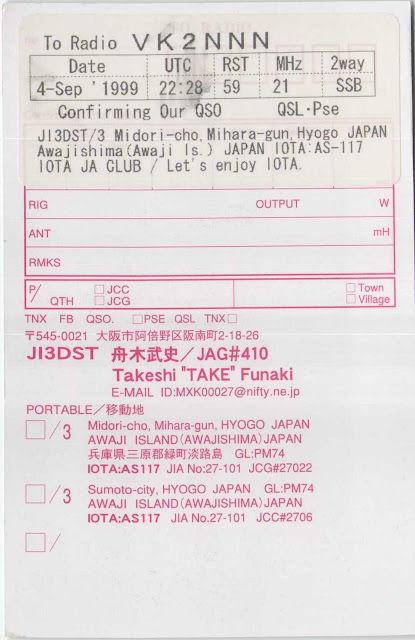 To Radio VK2NNN
Date UTC RST MHz 2way
4-Sep '1999 22:28 59 21 SSB
Confirming Our QSO QSL・Pse
JI3DST/3 Midori-cho, Mihara-gun, Hyogo JAPAN
Awajishima(Awaji Is.) JAPAN IOTA:AS-117
IOTA JA CLUB / Let's enjoy IOTA.
RIG OUTPUT W
ANT mH
RMKS
P/ QTH □JCC □JCG □Town □Village
TNX FB QSO. □PSE QSL TNX□
〒545-0021 大阪市阿倍野区阪南町2-18-26
JI3DST 舟木武史／JAG#410
Takeshi "TAKE" Funaki
E-MAIL ID:MXK00027@nifty.ne.jp
PORTABLE／移動地
□/3 Midori-cho, Mihara-gun, HYOGO JAPAN
AWAJI ISLAND(AWAJISHIMA)JAPAN
兵庫県三原郡緑町淡路島 GL:PM74
IOTA:AS117 JIA No:27-101 JCG#27022
□/3 Sumoto-city, HYOGO JAPAN GL:PM74
AWAJI ISLAND(AWAJISHIMA)JAPAN
IOTA:AS117 JIA No:27-101 JCC#2706
□/